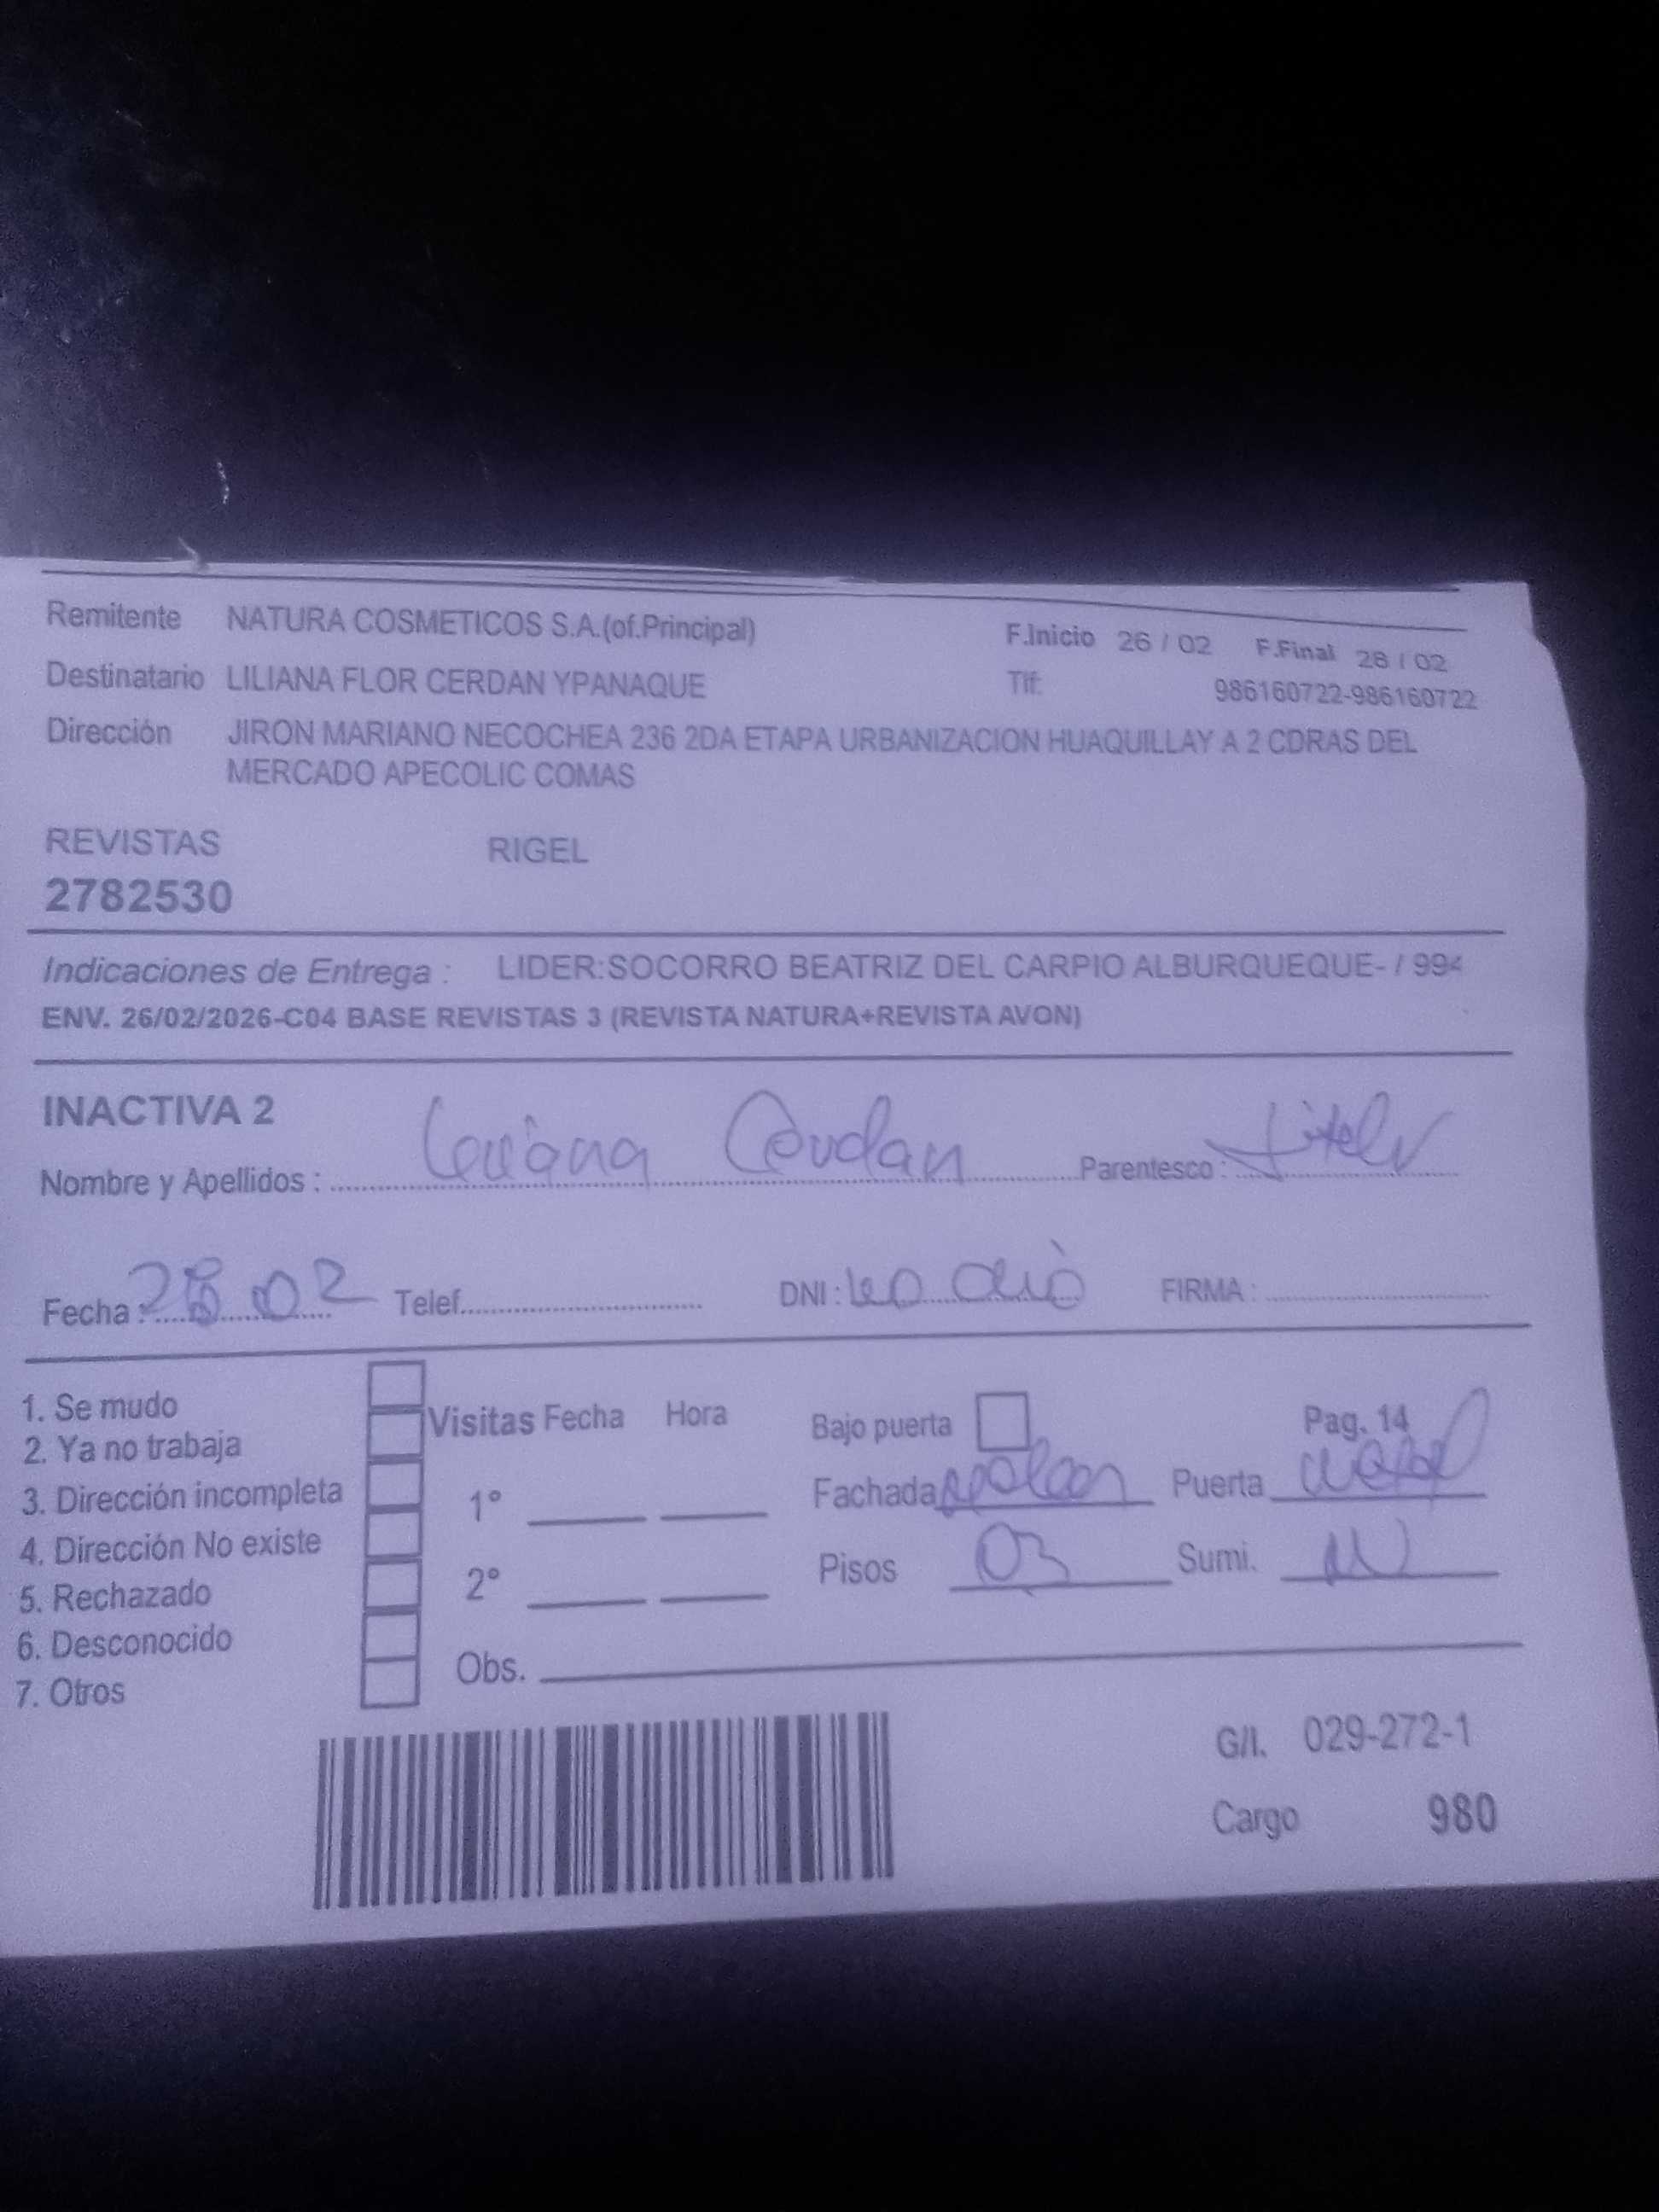 Remitente NATURA COSMETICOS S.A.(of.Principal) F.Inicio 26 / 02 F.Final 28 / 02
Destinatario LILIANA FLOR CERDAN YPANAQUE Tlf: 986160722-986160722
Dirección JIRON MARIANO NECOCHEA 236 2DA ETAPA URBANIZACION HUAQUILLAY A 2 CDRAS DEL
MERCADO APECOLIC COMAS
REVISTAS RIGEL
2782530
Indicaciones de Entrega : LIDER:SOCORRO BEATRIZ DEL CARPIO ALBURQUEQUE- / 994
ENV. 26/02/2026-C04 BASE REVISTAS 3 (REVISTA NATURA+REVISTA AVON)
INACTIVA 2
Nombre y Apellidos : Cerdan Parentesco :
Fecha : 28 02 Telef. DNI : no dio FIRMA :
1. Se mudo
2. Ya no trabaja
3. Dirección incompleta
4. Dirección No existe
5. Rechazado
6. Desconocido
7. Otros
Visitas Fecha Hora
1°
2°
Obs.
Bajo puerta Pag. 14
Fachada Puerta
Pisos 03 Sumi.
G/I. 029-272-1
Cargo 980